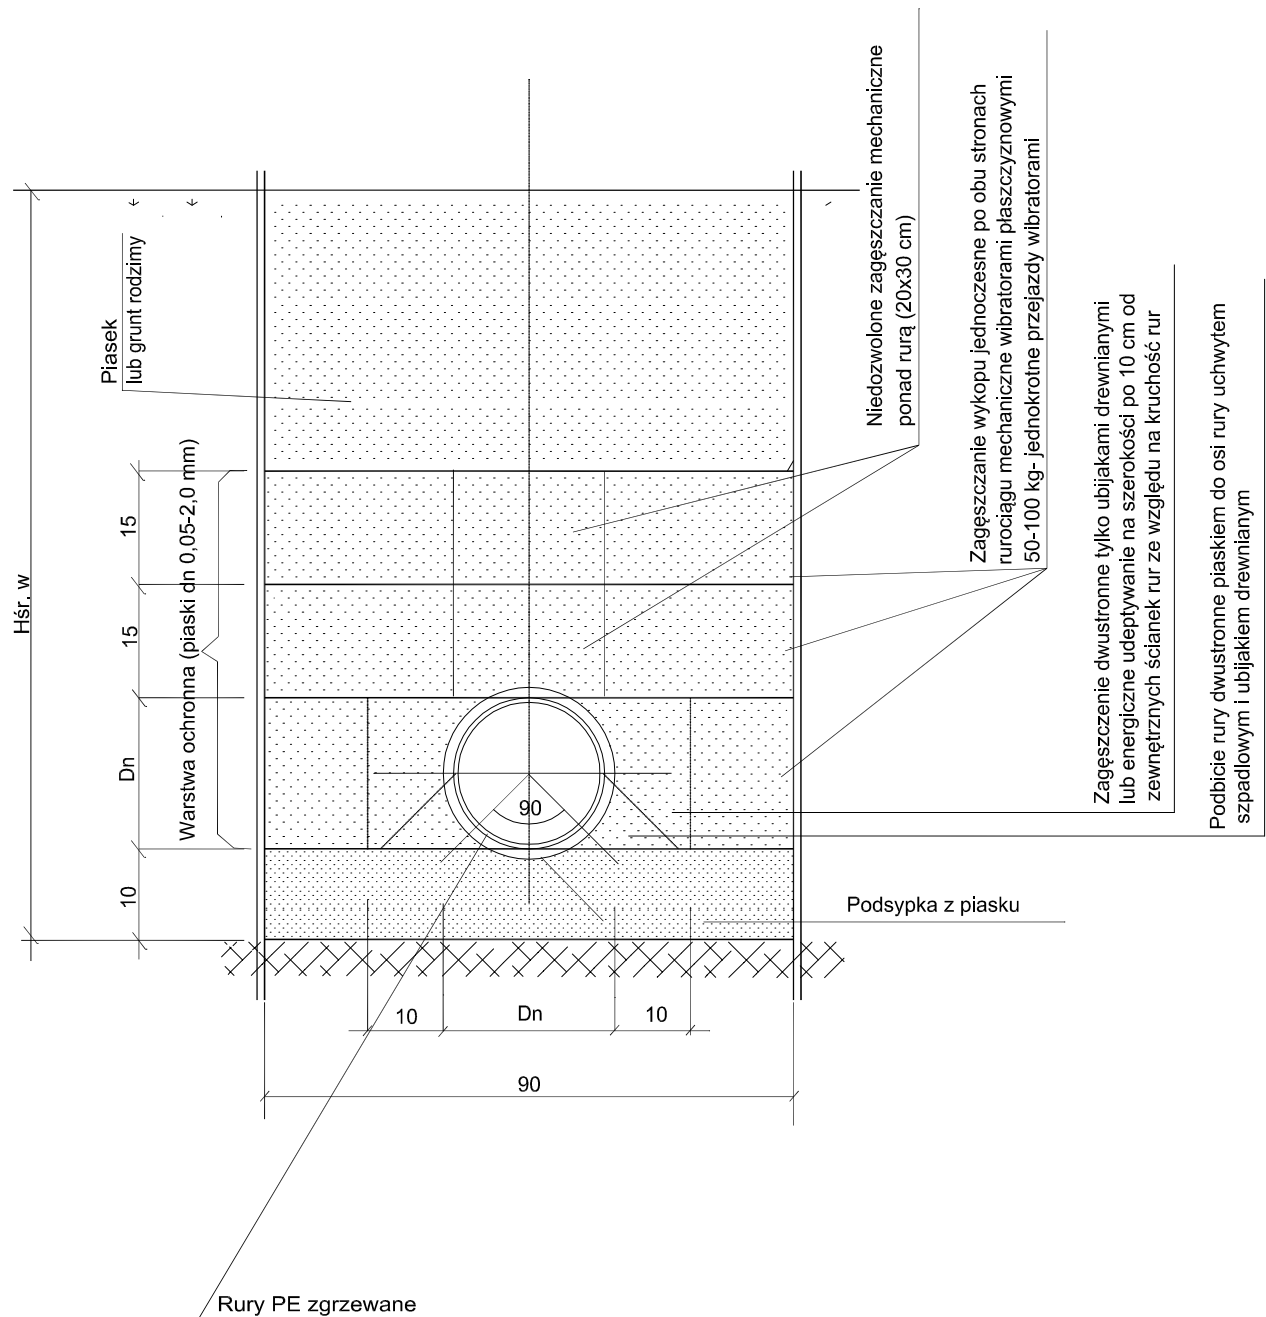 Piasek
lub grunt rodzimy
Hśr. w
15
15
Dn
10
Warstwa ochronna (piaski dn 0,05-2,0 mm)
Niedozwolone zagęszczanie mechaniczne
ponad rurą (20x30 cm)
Zagęszczanie wykopu jednoczesne po obu stronach
rurociągu mechaniczne wibratorami płaszczyznowymi
50-100 kg- jednokrotne przejazdy wibratorami
Zagęszczenie dwustronne tylko ubijakami drewnianymi
lub energiczne udeptywanie na szerokości po 10 cm od
zewnętrznych ścianek rur ze względu na kruchość rur
Podbicie rury dwustronne piaskiem do osi rury uchwytem
szpadlowym i ubijakiem drewnianym
90
Podsypka z piasku
10
Dn
10
90
Rury PE zgrzewane